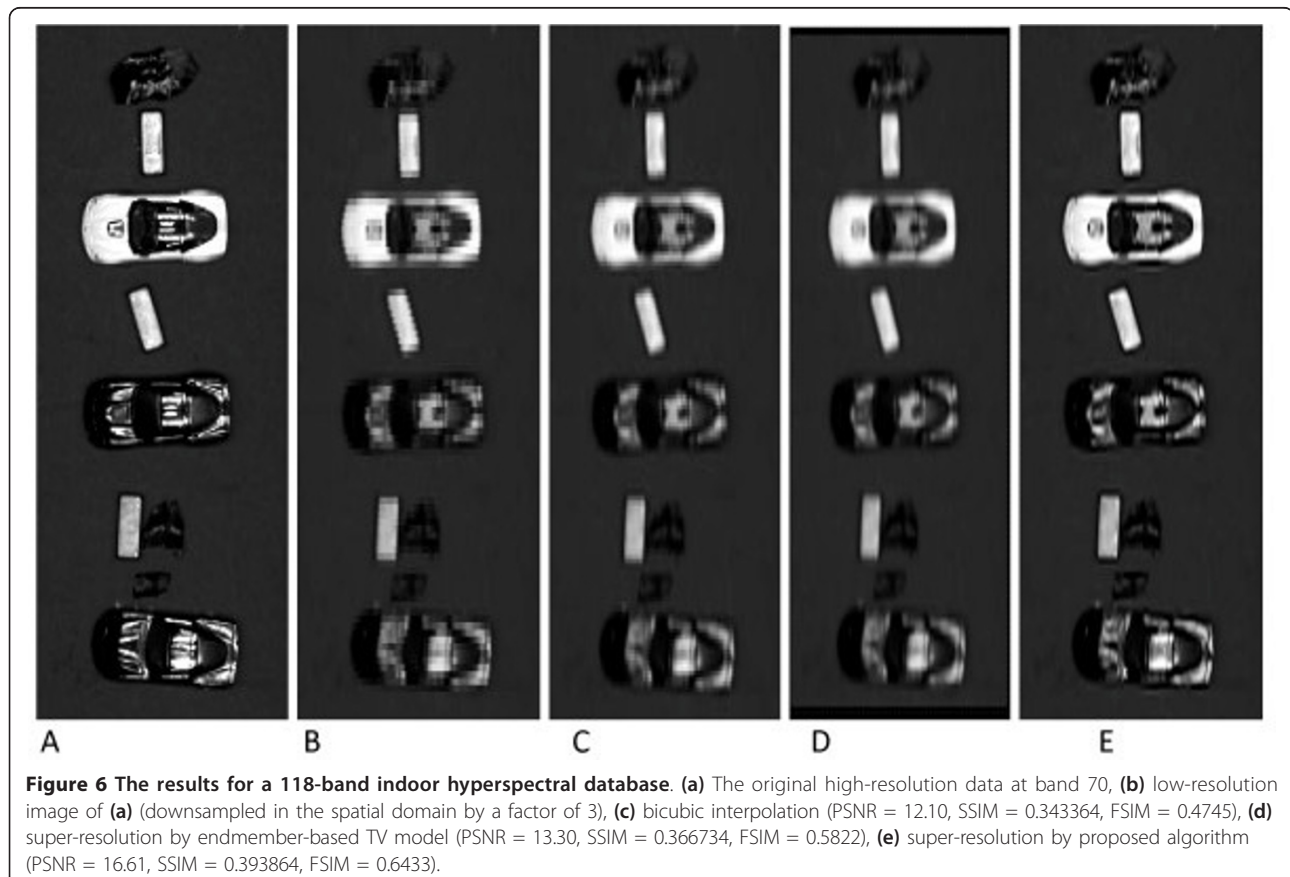 A B C D E
Figure 6 The results for a 118-band indoor hyperspectral database. (a) The original high-resolution data at band 70, (b) low-resolution
image of (a) (downsampled in the spatial domain by a factor of 3), (c) bicubic interpolation (PSNR = 12.10, SSIM = 0.343364, FSIM = 0.4745), (d)
super-resolution by endmember-based TV model (PSNR = 13.30, SSIM = 0.366734, FSIM = 0.5822), (e) super-resolution by proposed algorithm
(PSNR = 16.61, SSIM = 0.393864, FSIM = 0.6433).